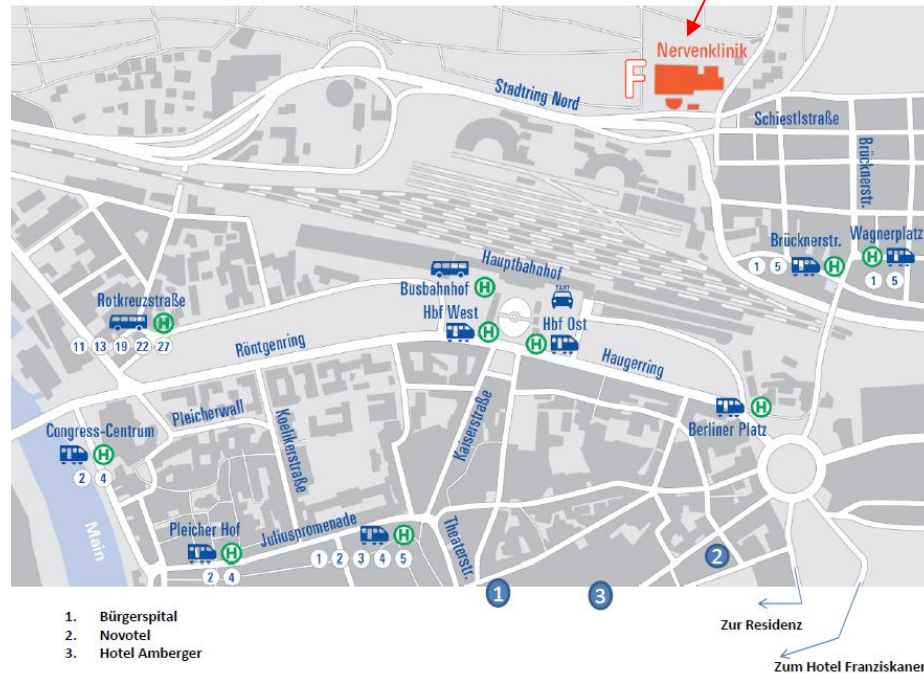 Nervenklinik
F
Stadtring Nord
Schiestlstraße
Brücknerstr.
Brücknerstr.
Wagnerplatz
H
H
1 5
1 5
Hauptbahnhof
Busbahnhof H
TAXI
Hbf West
H
Hbf Ost
H
Rotkreuzstraße
H
11 13 19 22 27
Röntgenring
Haugerring
Pleicherwall
Koellikerstraße
Kaiserstraße
H
Berliner Platz
Congress-Centrum
H
2 4
Main
Pleicher Hof
H
2 4
Juliuspromenade
H
1 2 3 4 5
Theaterstr.
2
1
3
1. Bürgerspital
2. Novotel
3. Hotel Amberger
Zur Residenz
Zum Hotel Franziskaner